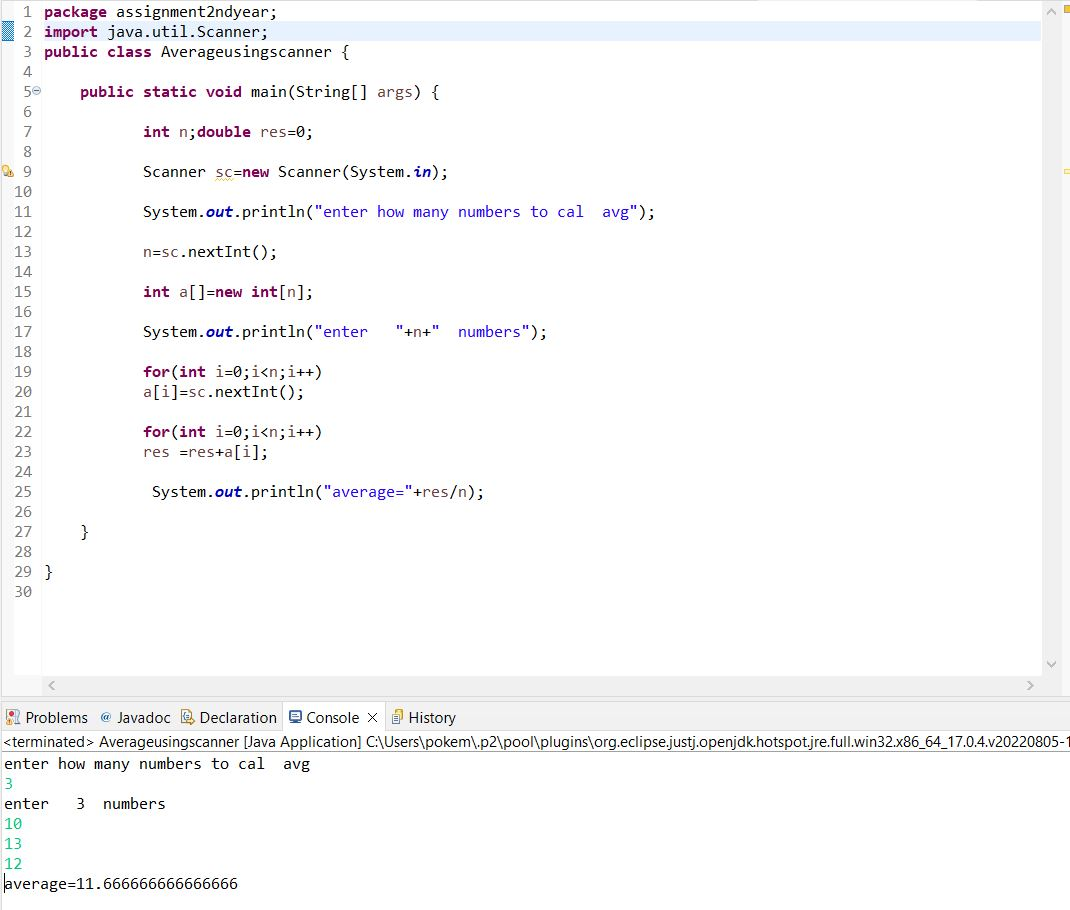 1 package assignment2ndyear;
2 import java.util.Scanner;
3 public class Averageusingscanner {
4
5 public static void main(String[] args) {
6
7 int n;double res=0;
8
9 Scanner sc=new Scanner(System.in);
10
11 System.out.println("enter how many numbers to cal  avg");
12
13 n=sc.nextInt();
14
15 int a[]=new int[n];
16
17 System.out.println("enter   "+n+"  numbers");
18
19 for(int i=0;i<n;i++)
20 a[i]=sc.nextInt();
21
22 for(int i=0;i<n;i++)
23 res =res+a[i];
24
25 System.out.println("average="+res/n);
26
27 }
28
29 }
30
Problems @ Javadoc Declaration Console History
<terminated> Averageusingscanner [Java Application] C:\Users\pokem\.p2\pool\plugins\org.eclipse.justj.openjdk.hotspot.jre.full.win32.x86_64_17.0.4.v20220805-1
enter how many numbers to cal  avg
3
enter   3  numbers
10
13
12
average=11.666666666666666